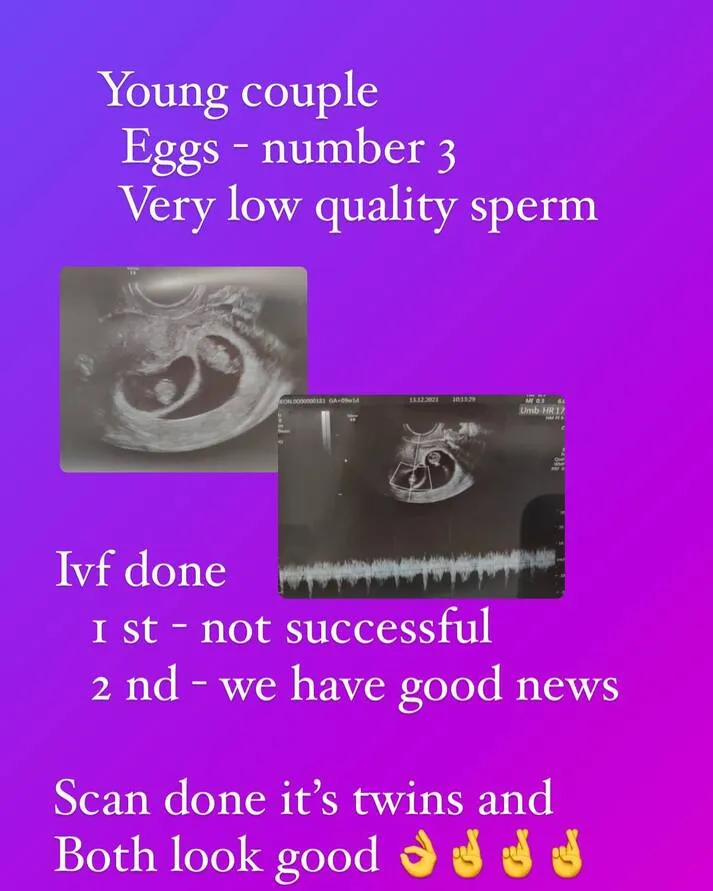 Young couple
Eggs - number 3
Very low quality sperm
GA=09w1d 13.12.2021 10:13:29
Umb-HR 17
Ivf done
1 st - not successful
2 nd - we have good news
Scan done it's twins and
Both look good 👌🤞🤞🤞